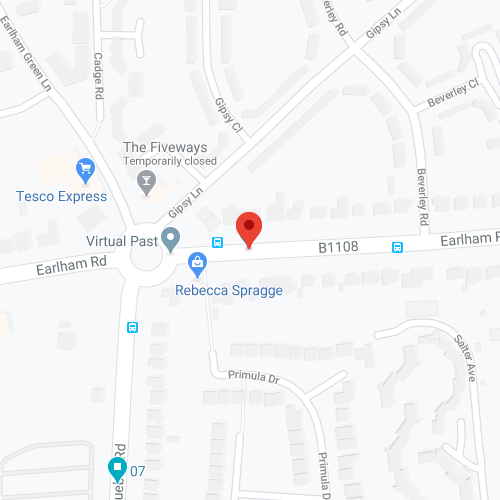 Earlham Green Ln
Cadge Rd
Gipsy Ln
Beverley Rd
Gipsy Cl
Beverley Cl
The Fiveways
Temporarily closed
Tesco Express
Gipsy Ln
Beverley Rd
Virtual Past
Earlham Rd
B1108
Earlham R
Rebecca Spragge
Salter Ave
Primula Dr
Primula D
07
Rd